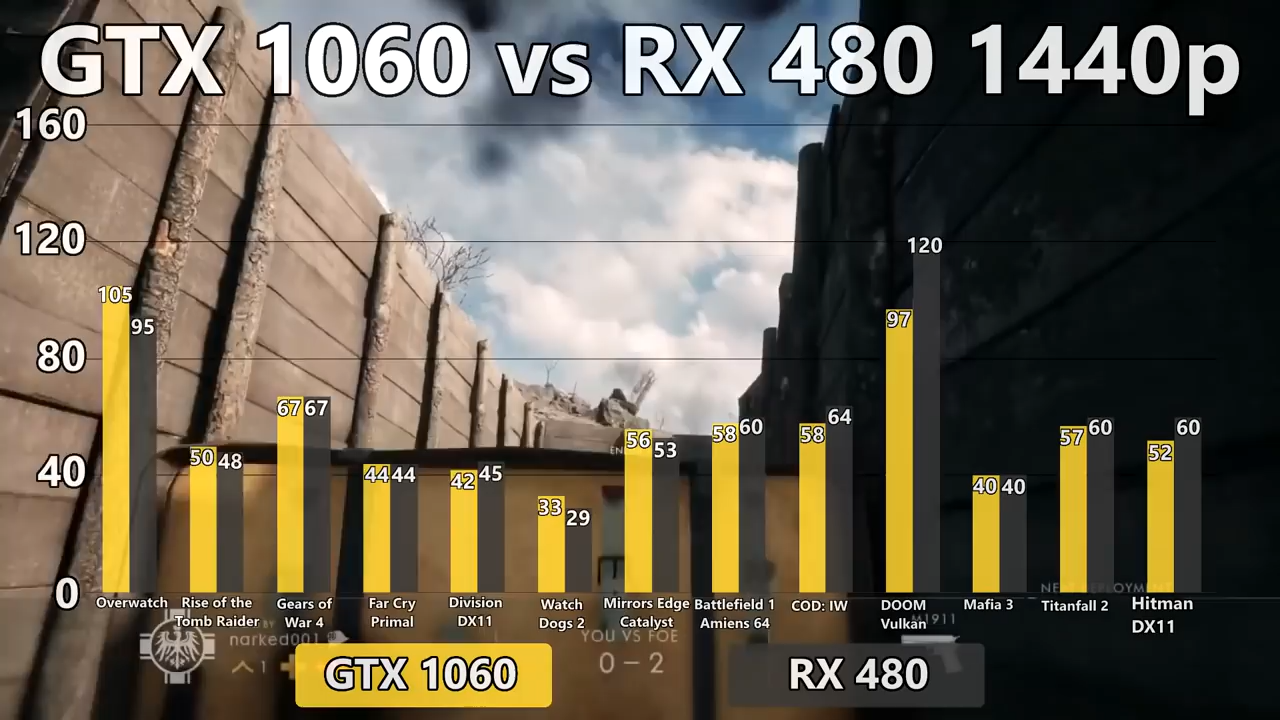 GTX 1060 vs RX 480 1440p
160
120
80
40
0
105
95
50 48
67 67
44 44
42 45
33 29
56 53
58 60
58 64
97 120
40 40
57 60
52 60
Overwatch
Rise of the
Tomb Raider
Gears of
War 4
Far Cry
Primal
Division
DX11
Watch
Dogs 2
Mirrors Edge
Catalyst
Battlefield 1
Amiens 64
COD: IW
DOOM
Vulkan
Mafia 3
Titanfall 2
Hitman
DX11
narked001
1
YOU VS FOE
0 – 2
M1911
GTX 1060
RX 480